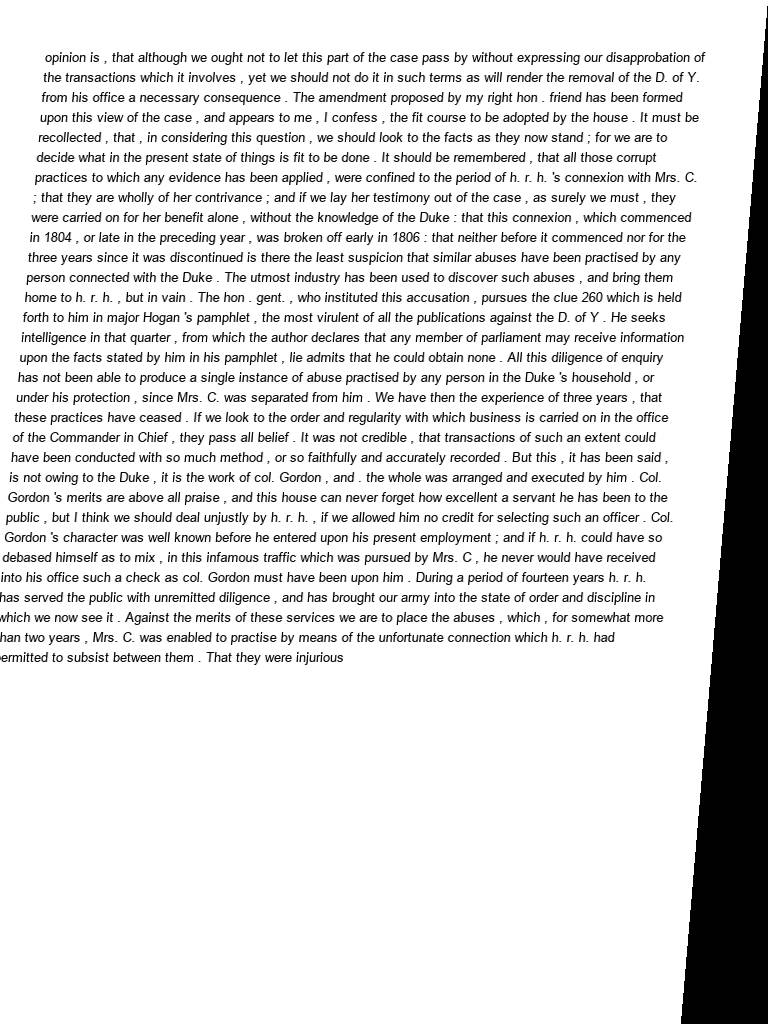 opinion is , that although we ought not to let this part of the case pass by without expressing our disapprobation of
the transactions which it involves , yet we should not do it in such terms as will render the removal of the D. of Y.
from his office a necessary consequence . The amendment proposed by my right hon . friend has been formed
upon this view of the case , and appears to me , I confess , the fit course to be adopted by the house . It must be
recollected , that , in considering this question , we should look to the facts as they now stand ; for we are to
decide what in the present state of things is fit to be done . It should be remembered , that all those corrupt
practices to which any evidence has been applied , were confined to the period of h. r. h. 's connexion with Mrs. C.
; that they are wholly of her contrivance ; and if we lay her testimony out of the case , as surely we must , they
were carried on for her benefit alone , without the knowledge of the Duke : that this connexion , which commenced
in 1804 , or late in the preceding year , was broken off early in 1806 : that neither before it commenced nor for the
three years since it was discontinued is there the least suspicion that similar abuses have been practised by any
person connected with the Duke . The utmost industry has been used to discover such abuses , and bring them
home to h. r. h. , but in vain . The hon . gent. , who instituted this accusation , pursues the clue 260 which is held
forth to him in major Hogan 's pamphlet , the most virulent of all the publications against the D. of Y . He seeks
intelligence in that quarter , from which the author declares that any member of parliament may receive information
upon the facts stated by him in his pamphlet , lie admits that he could obtain none . All this diligence of enquiry
has not been able to produce a single instance of abuse practised by any person in the Duke 's household , or
under his protection , since Mrs. C. was separated from him . We have then the experience of three years , that
these practices have ceased . If we look to the order and regularity with which business is carried on in the office
of the Commander in Chief , they pass all belief . It was not credible , that transactions of such an extent could
have been conducted with so much method , or so faithfully and accurately recorded . But this , it has been said ,
is not owing to the Duke , it is the work of col. Gordon , and . the whole was arranged and executed by him . Col.
Gordon 's merits are above all praise , and this house can never forget how excellent a servant he has been to the
public , but I think we should deal unjustly by h. r. h. , if we allowed him no credit for selecting such an officer . Col.
Gordon 's character was well known before he entered upon his present employment ; and if h. r. h. could have so
debased himself as to mix , in this infamous traffic which was pursued by Mrs. C , he never would have received
into his office such a check as col. Gordon must have been upon him . During a period of fourteen years h. r. h.
has served the public with unremitted diligence , and has brought our army into the state of order and discipline in
which we now see it . Against the merits of these services we are to place the abuses , which , for somewhat more
han two years , Mrs. C. was enabled to practise by means of the unfortunate connection which h. r. h. had
ermitted to subsist between them . That they were injurious